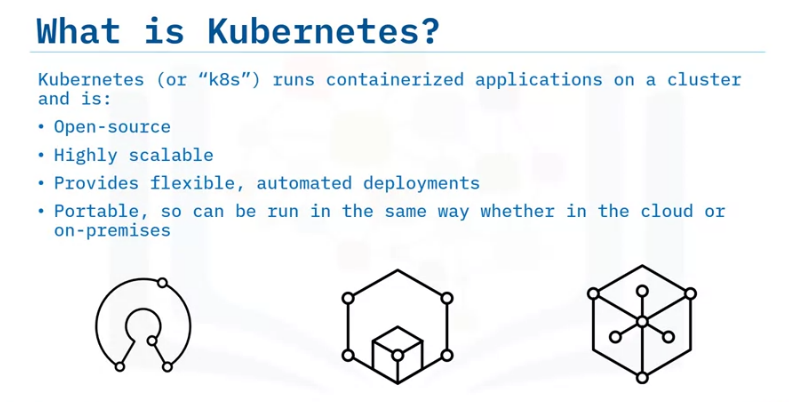 What is Kubernetes?
Kubernetes (or “k8s”) runs containerized applications on a cluster
and is:
• Open-source
• Highly scalable
• Provides flexible, automated deployments
• Portable, so can be run in the same way whether in the cloud or
on-premises